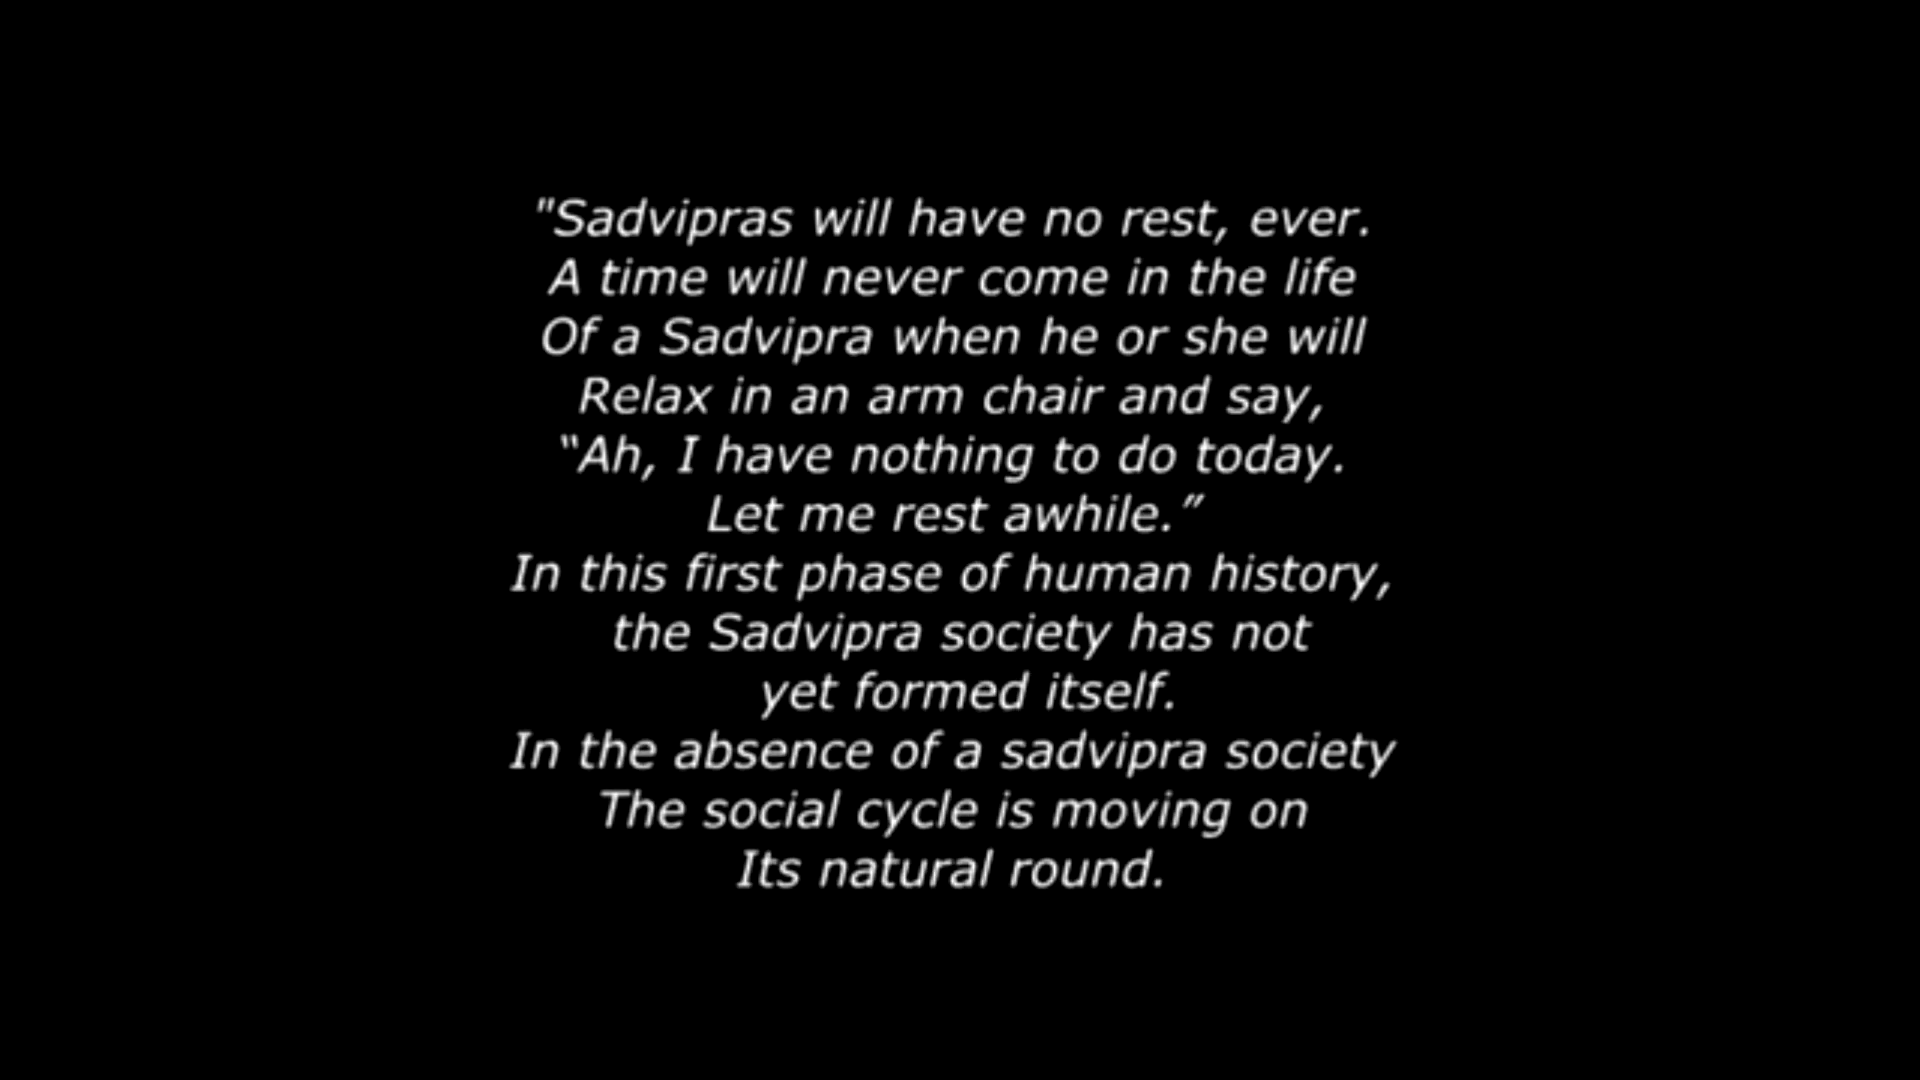 "Sadvipras will have no rest, ever.
A time will never come in the life
Of a Sadvipra when he or she will
Relax in an arm chair and say,
“Ah, I have nothing to do today.
Let me rest awhile.”
In this first phase of human history,
the Sadvipra society has not
yet formed itself.
In the absence of a sadvipra society
The social cycle is moving on
Its natural round.